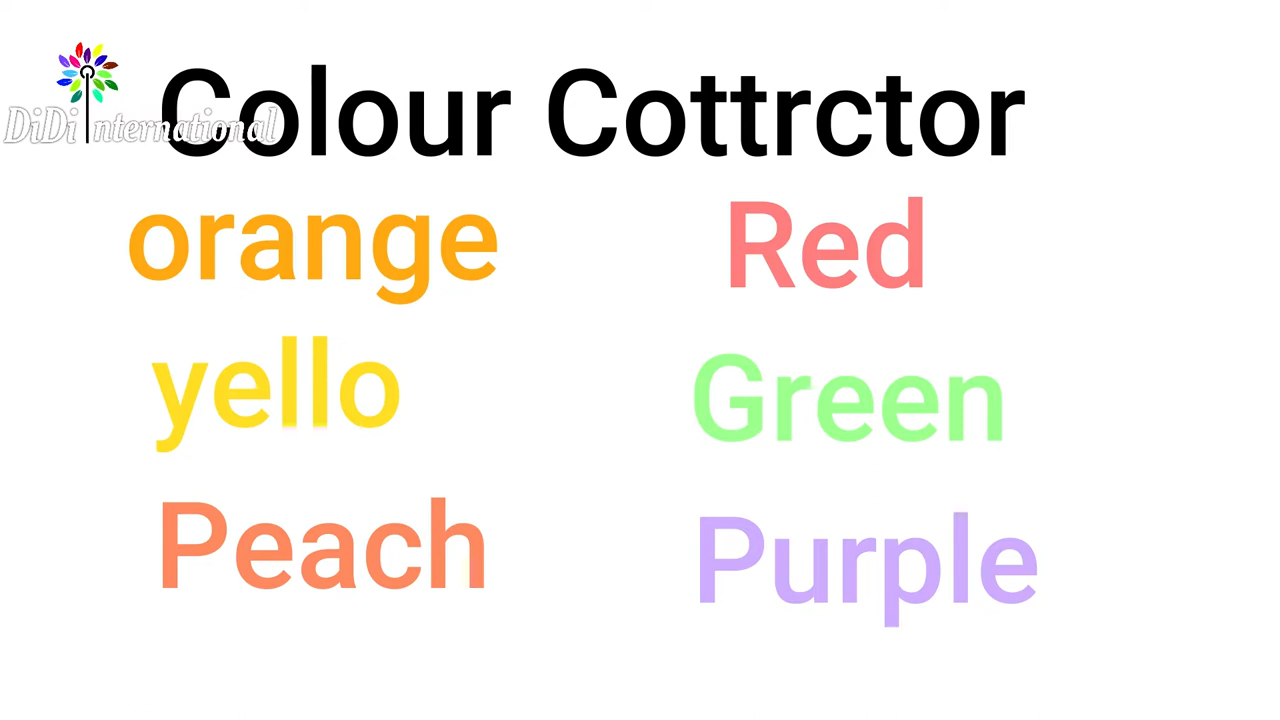 Colour Cottrctor
DiDi international
orange
Red
yello
Green
Peach
Purple